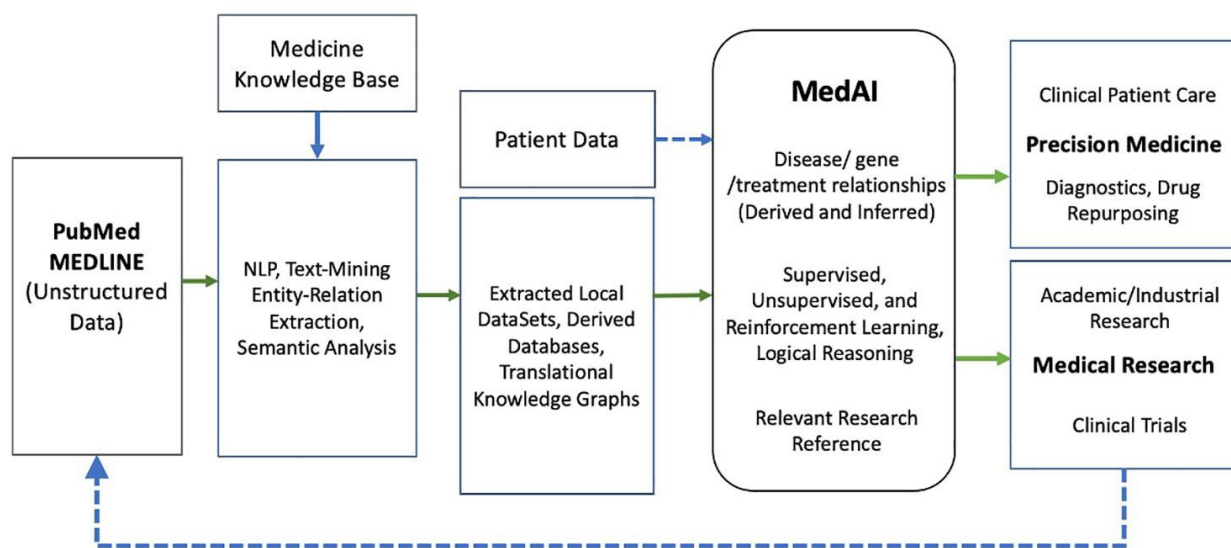 Medicine
Knowledge Base
PubMed
MEDLINE
(Unstructured
Data)
NLP, Text-Mining
Entity-Relation
Extraction,
Semantic Analysis
Patient Data
Extracted Local
DataSets, Derived
Databases,
Translational
Knowledge Graphs
MedAI
Disease/ gene
/treatment relationships
(Derived and Inferred)
Supervised,
Unsupervised, and
Reinforcement Learning,
Logical Reasoning
Relevant Research
Reference
Clinical Patient Care
Precision Medicine
Diagnostics, Drug
Repurposing
Academic/Industrial
Research
Medical Research
Clinical Trials